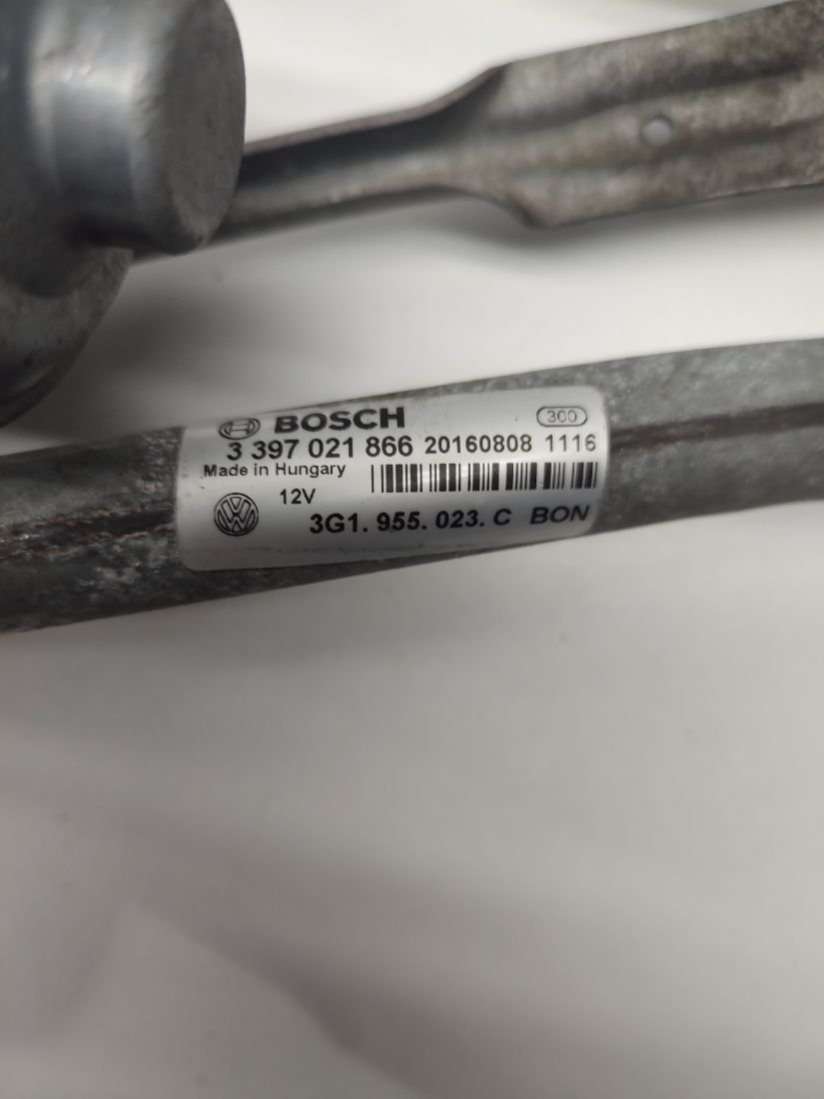 BOSCH 300
3 397 021 866 20160808 1116
Made in Hungary
12V
3G1. 955. 023. C BON